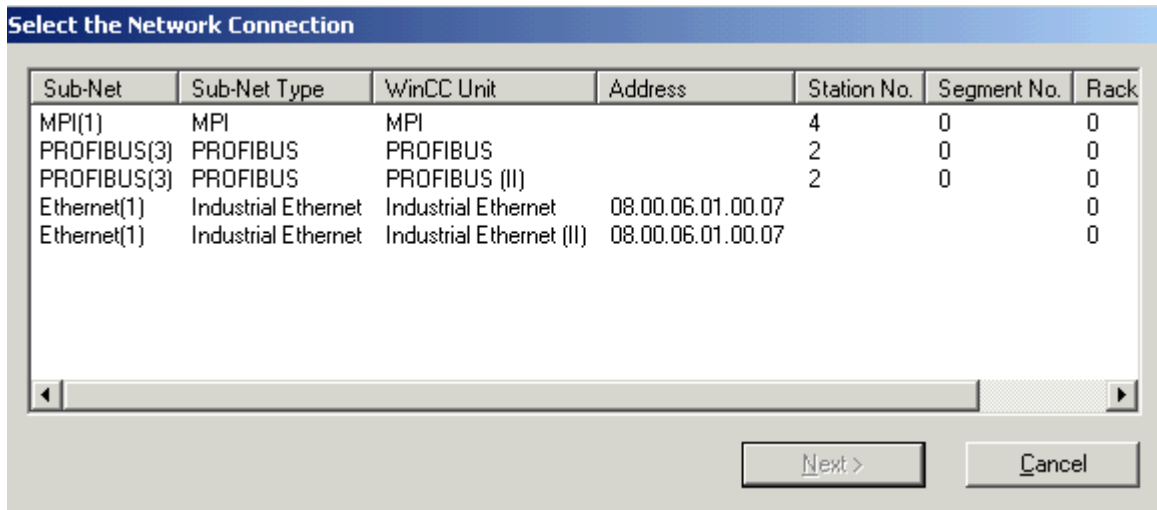 Select the Network Connection
Sub-Net Sub-Net Type WinCC Unit Address Station No. Segment No. Rack
MPI(1) MPI MPI 4 0 0
PROFIBUS(3) PROFIBUS PROFIBUS 2 0 0
PROFIBUS(3) PROFIBUS PROFIBUS (II) 2 0 0
Ethernet(1) Industrial Ethernet Industrial Ethernet 08.00.06.01.00.07 0
Ethernet(1) Industrial Ethernet Industrial Ethernet (II) 08.00.06.01.00.07 0
Next > Cancel